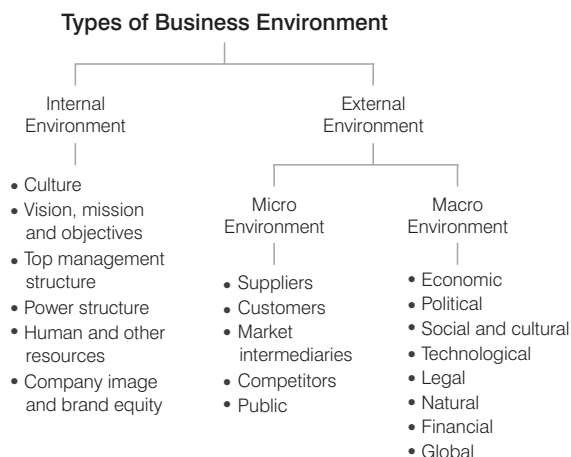 Types of Business Environment
Internal
Environment
• Culture
• Vision, mission
and objectives
• Top management
structure
• Power structure
• Human and other
resources
• Company image
and brand equity
External
Environment
Micro
Environment
• Suppliers
• Customers
• Market
intermediaries
• Competitors
• Public
Macro
Environment
• Economic
• Political
• Social and cultural
• Technological
• Legal
• Natural
• Financial
• Global